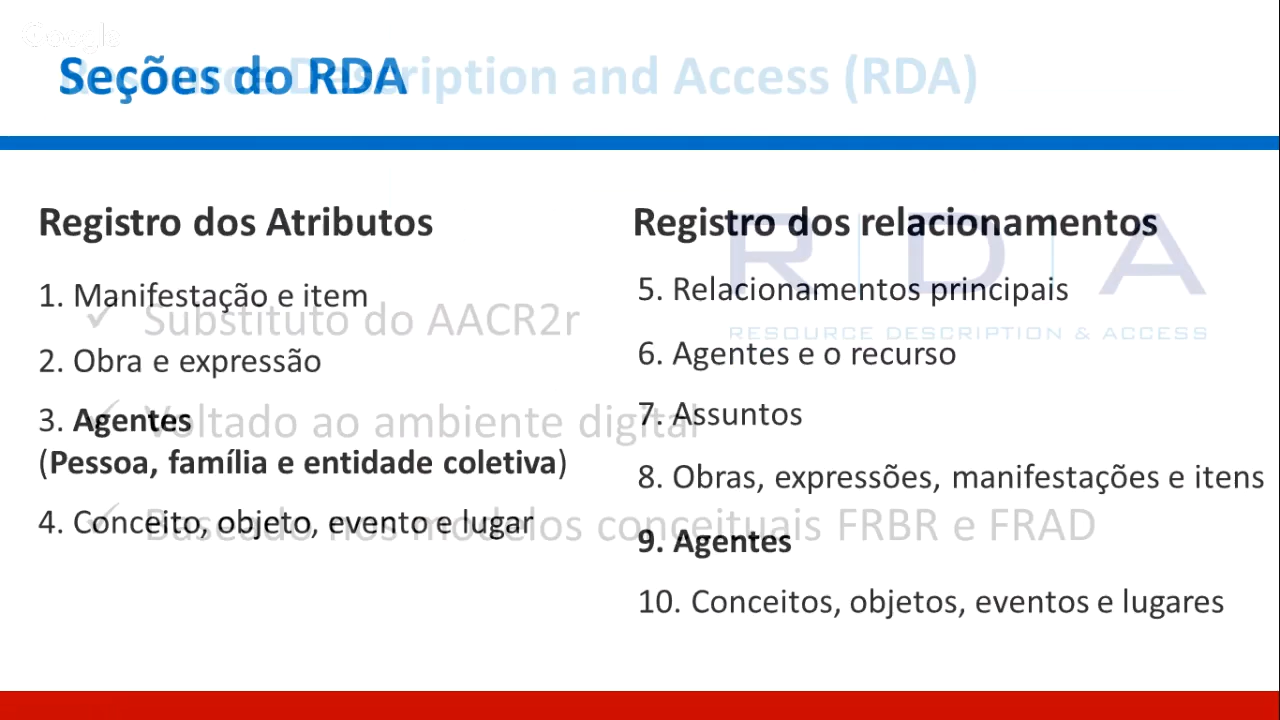 Google
Seções do RDA
Resource Description and Access (RDA)
Registro dos Atributos
1. Manifestação e item
2. Obra e expressão
3. Agentes
(Pessoa, família e entidade coletiva)
4. Conceito, objeto, evento e lugar
Registro dos relacionamentos
5. Relacionamentos principais
6. Agentes e o recurso
7. Assuntos
8. Obras, expressões, manifestações e itens
9. Agentes
10. Conceitos, objetos, eventos e lugares
RDA
RESOURCE DESCRIPTION & ACCESS
✓ Substituto do AACR2r
✓ Voltado ao ambiente digital
✓ Baseado nos modelos conceituais FRBR e FRAD